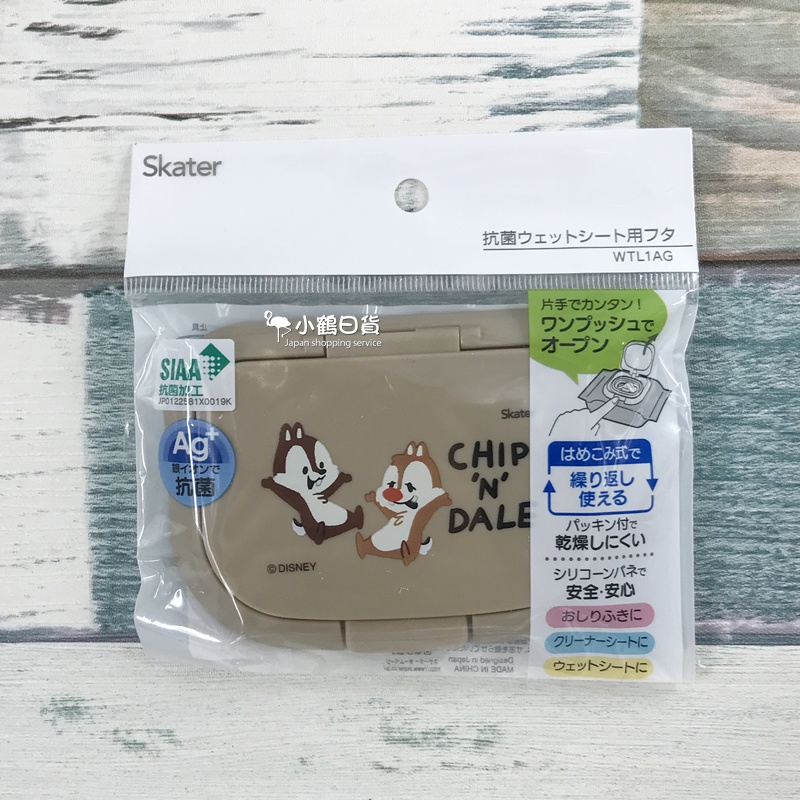 Skater
抗菌ウェットシート用フタ
WTL1AG
小鶴日貨
Japan shopping service
SIAA
抗菌加工
JP0122581X0019K
Ag+
銀イオンで
抗菌
Skate
CHIP
'N'
DALE
©DISNEY
片手でカンタン!
ワンプッシュで
オープン
はめこみ式で
繰り返し
使える
パッキン付で
乾燥しにくい
シリコーンバネで
安全・安心
おしりふきに
クリーナーシートに
ウェットシートに
Designed in Japan
MADE IN CHINA